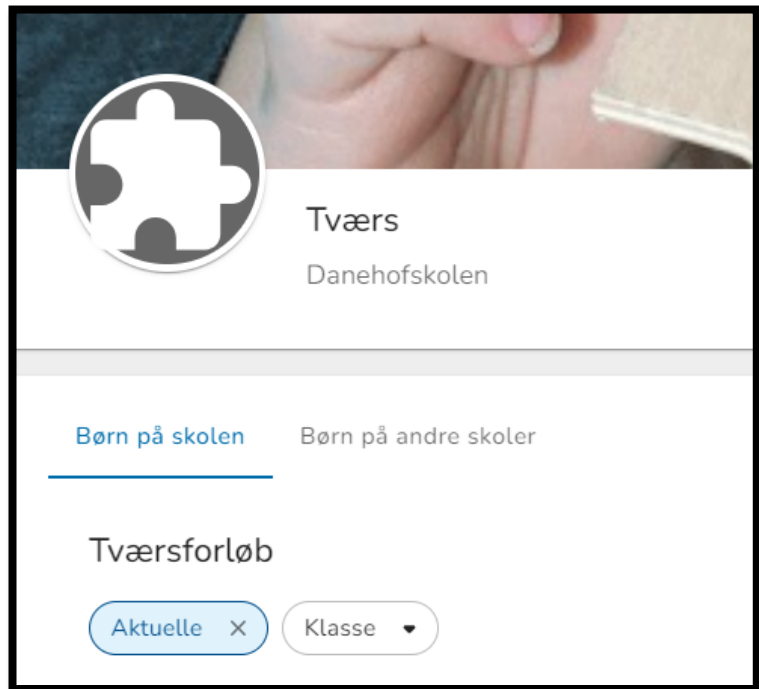 Tværs
Danehofskolen
Børn på skolen Børn på andre skoler
Tværsforløb
Aktuelle Klasse